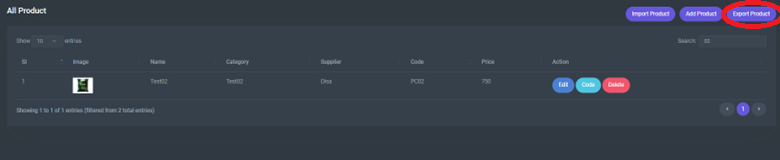 All Product
Import Product Add Product Export Product
Show 10 entries Search: 02
Sl Image Name Category Supplier Code Price Action
1 Test02 Test02 PC02 750 Edit Code Delete
Showing 1 to 1 of 1 entries (filtered from 2 total entries)
1